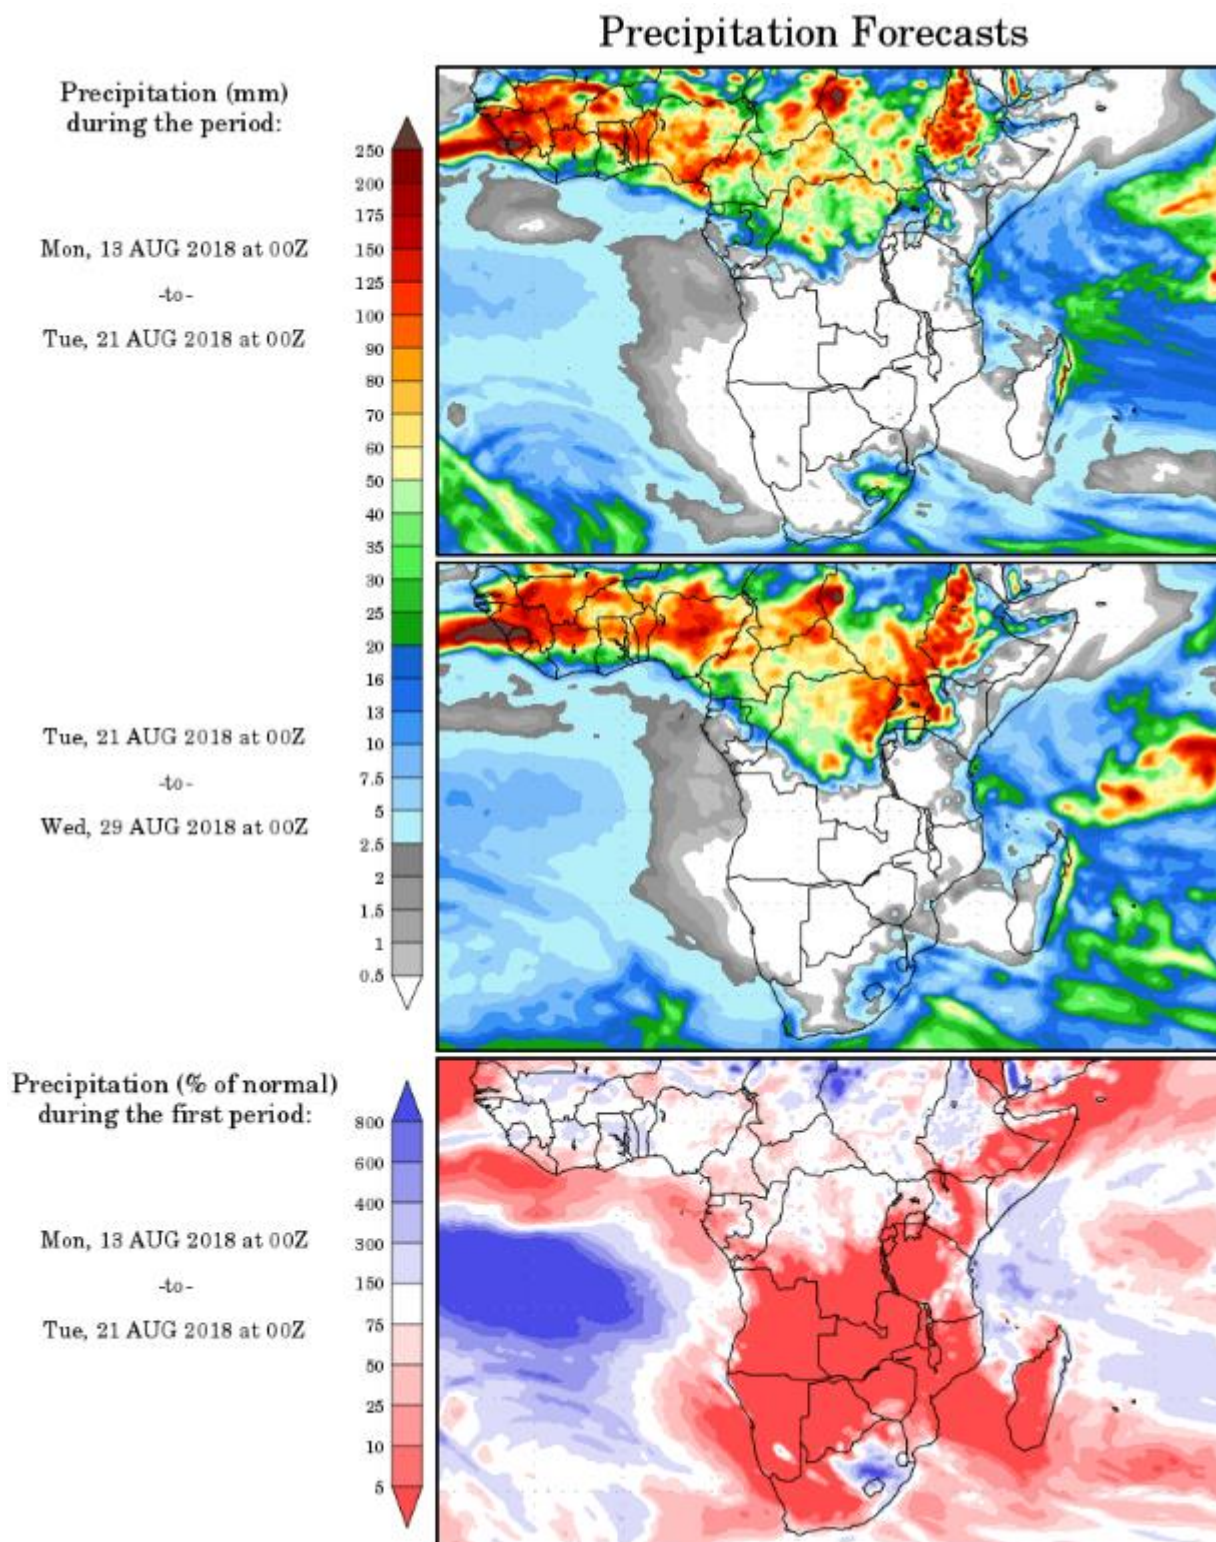 Precipitation Forecasts
Precipitation (mm)
during the period:
Mon, 13 AUG 2018 at 00Z
-to-
Tue, 21 AUG 2018 at 00Z
250
200
175
150
125
100
90
80
70
60
50
40
35
30
25
20
16
13
10
7.5
5
2.5
2
1.5
1
0.5
Tue, 21 AUG 2018 at 00Z
-to-
Wed, 29 AUG 2018 at 00Z
Precipitation (% of normal)
during the first period:
Mon, 13 AUG 2018 at 00Z
-to-
Tue, 21 AUG 2018 at 00Z
800
600
400
300
150
75
50
25
10
5